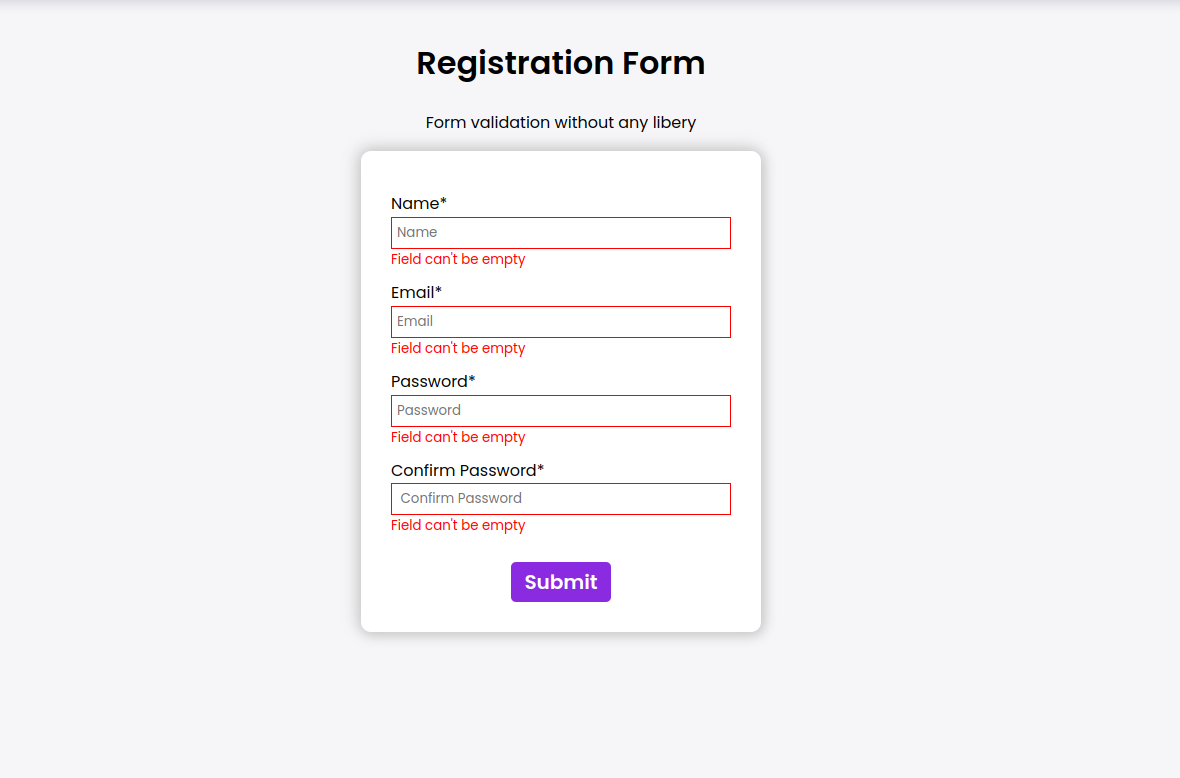 Registration Form
Form validation without any libery
Name*
Name
Field can't be empty
Email*
Email
Field can't be empty
Password*
Password
Field can't be empty
Confirm Password*
Confirm Password
Field can't be empty
Submit